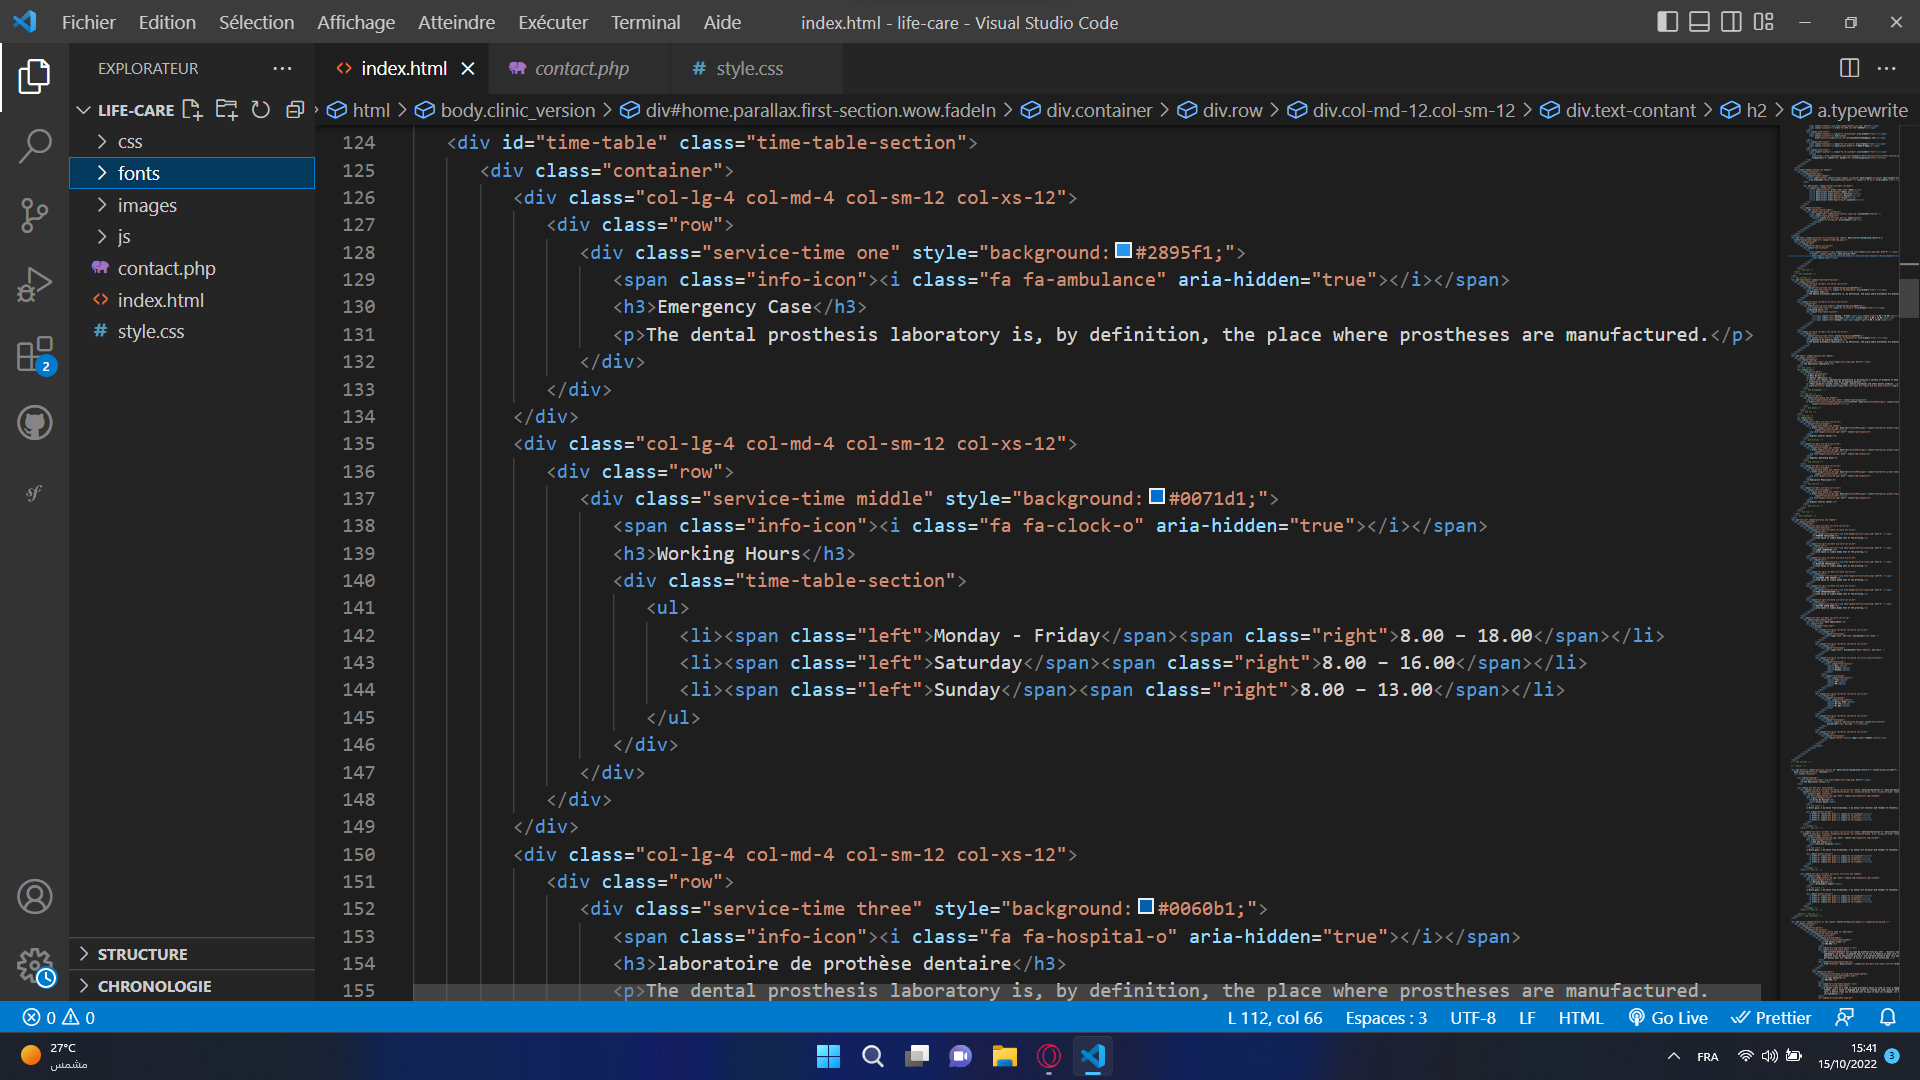 Fichier Edition Sélection Affichage Atteindre Exécuter Terminal Aide
index.html - life-care - Visual Studio Code
EXPLORATEUR
index.html
contact.php
# style.css
LIFE-CARE
html > body.clinic_version > div#home.parallax.first-section.wow.fadeIn > div.container > div.row > div.col-md-12.col-sm-12 > div.text-contant > h2 > a.typewrite
css
fonts
images
js
contact.php
index.html
# style.css
2
STRUCTURE
CHRONOLOGIE
124 <div id="time-table" class="time-table-section">
125 <div class="container">
126 <div class="col-lg-4 col-md-4 col-sm-12 col-xs-12">
127 <div class="row">
128 <div class="service-time one" style="background: #2895f1;">
129 <span class="info-icon"><i class="fa fa-ambulance" aria-hidden="true"></i></span>
130 <h3>Emergency Case</h3>
131 <p>The dental prosthesis laboratory is, by definition, the place where prostheses are manufactured.</p>
132 </div>
133 </div>
134 </div>
135 <div class="col-lg-4 col-md-4 col-sm-12 col-xs-12">
136 <div class="row">
137 <div class="service-time middle" style="background: #0071d1;">
138 <span class="info-icon"><i class="fa fa-clock-o" aria-hidden="true"></i></span>
139 <h3>Working Hours</h3>
140 <div class="time-table-section">
141 <ul>
142 <li><span class="left">Monday - Friday</span><span class="right">8.00 – 18.00</span></li>
143 <li><span class="left">Saturday</span><span class="right">8.00 – 16.00</span></li>
144 <li><span class="left">Sunday</span><span class="right">8.00 – 13.00</span></li>
145 </ul>
146 </div>
147 </div>
148 </div>
149 </div>
150 <div class="col-lg-4 col-md-4 col-sm-12 col-xs-12">
151 <div class="row">
152 <div class="service-time three" style="background: #0060b1;">
153 <span class="info-icon"><i class="fa fa-hospital-o" aria-hidden="true"></i></span>
154 <h3>laboratoire de prothèse dentaire</h3>
155 <p>The dental prosthesis laboratory is, by definition, the place where prostheses are manufactured.
0 0
L 112, col 66 Espaces : 3 UTF-8 LF HTML Go Live Prettier
27°C
مشمس
FRA
15:41
15/10/2022
3